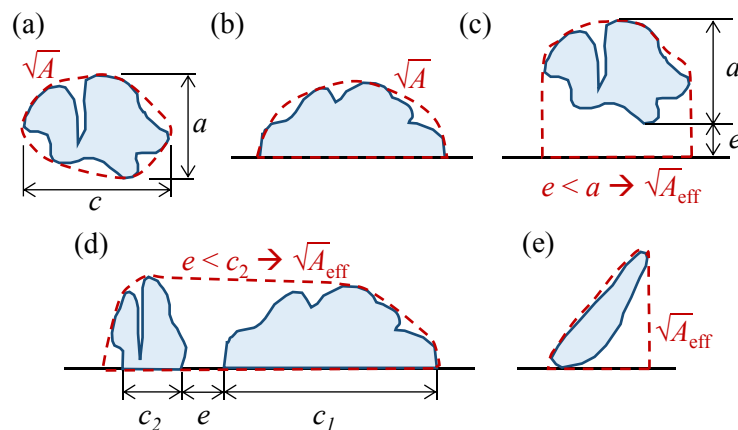 (a)
√A
a
c
(b)
√A
(c)
a
e
e < a → √A_eff
(d)
e < c₂ → √A_eff
c₂
e
c₁
(e)
√A_eff